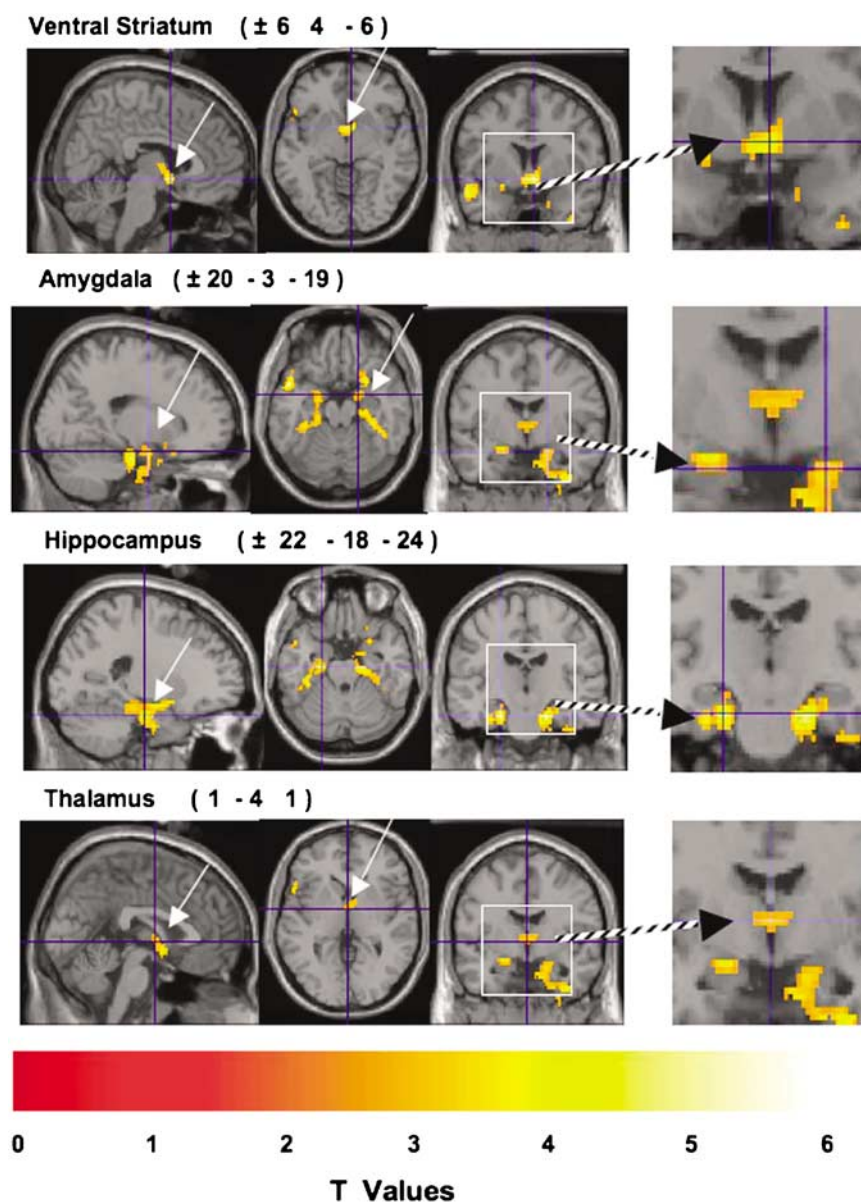 Ventral Striatum ( ± 6 4 - 6)
Amygdala ( ± 20 - 3 - 19)
Hippocampus ( ± 22 - 18 - 24)
Thalamus ( 1 - 4 1 )
0 1 2 3 4 5 6
T Values